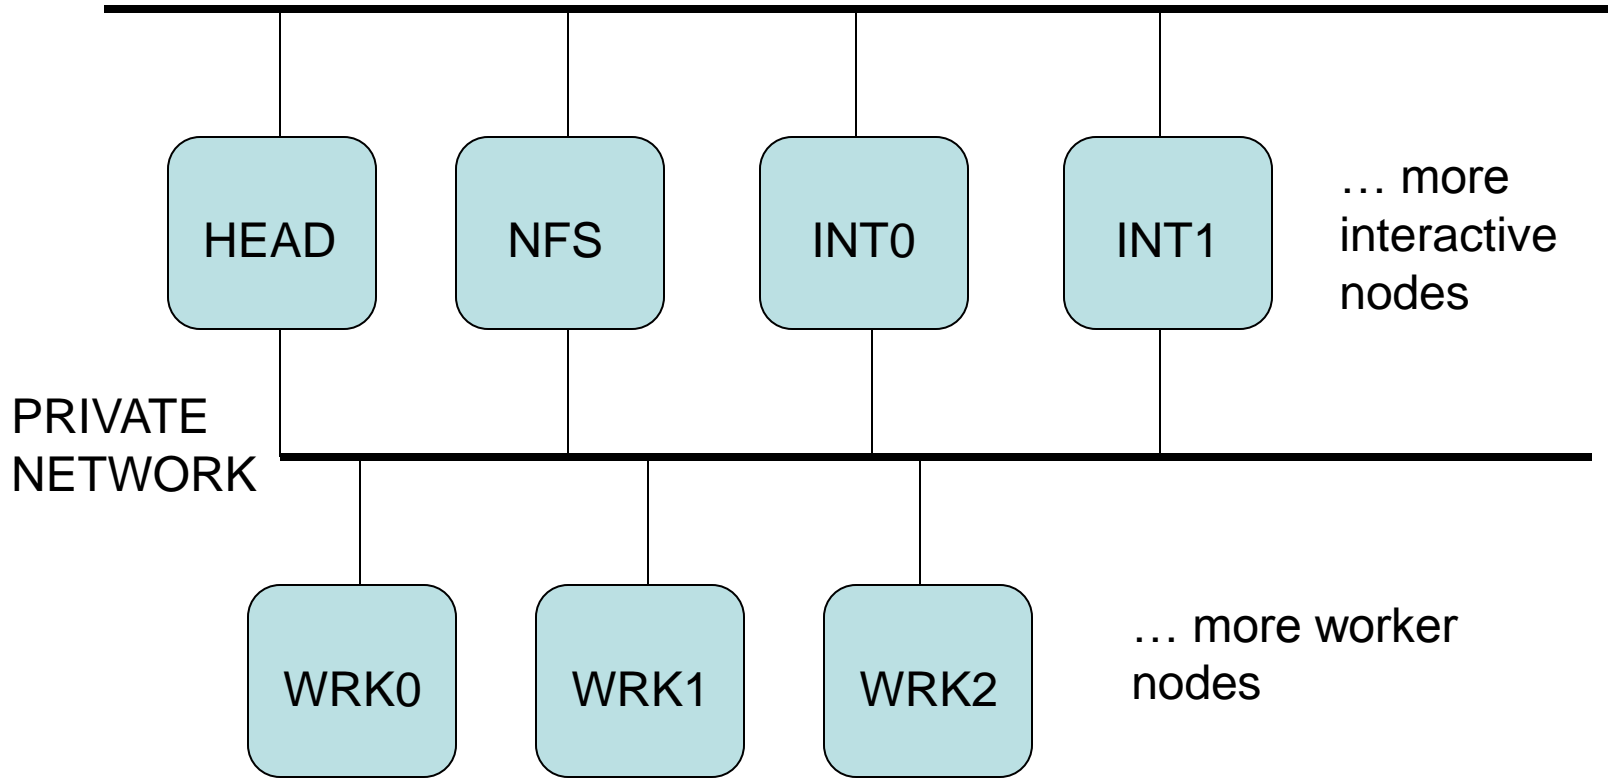 HEAD
NFS
INT0
INT1
… more
interactive
nodes
PRIVATE
NETWORK
WRK0
WRK1
WRK2
… more worker
nodes